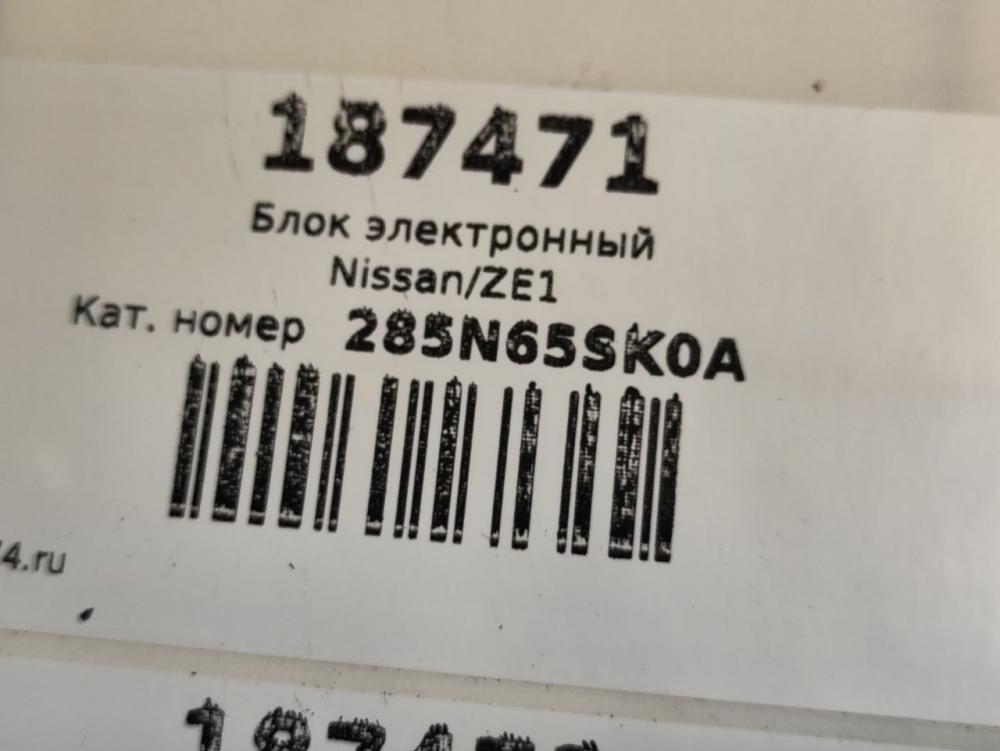 187471
Блок электронный
Nissan/ZE1
Кат. номер 285N65SK0A
4.ru